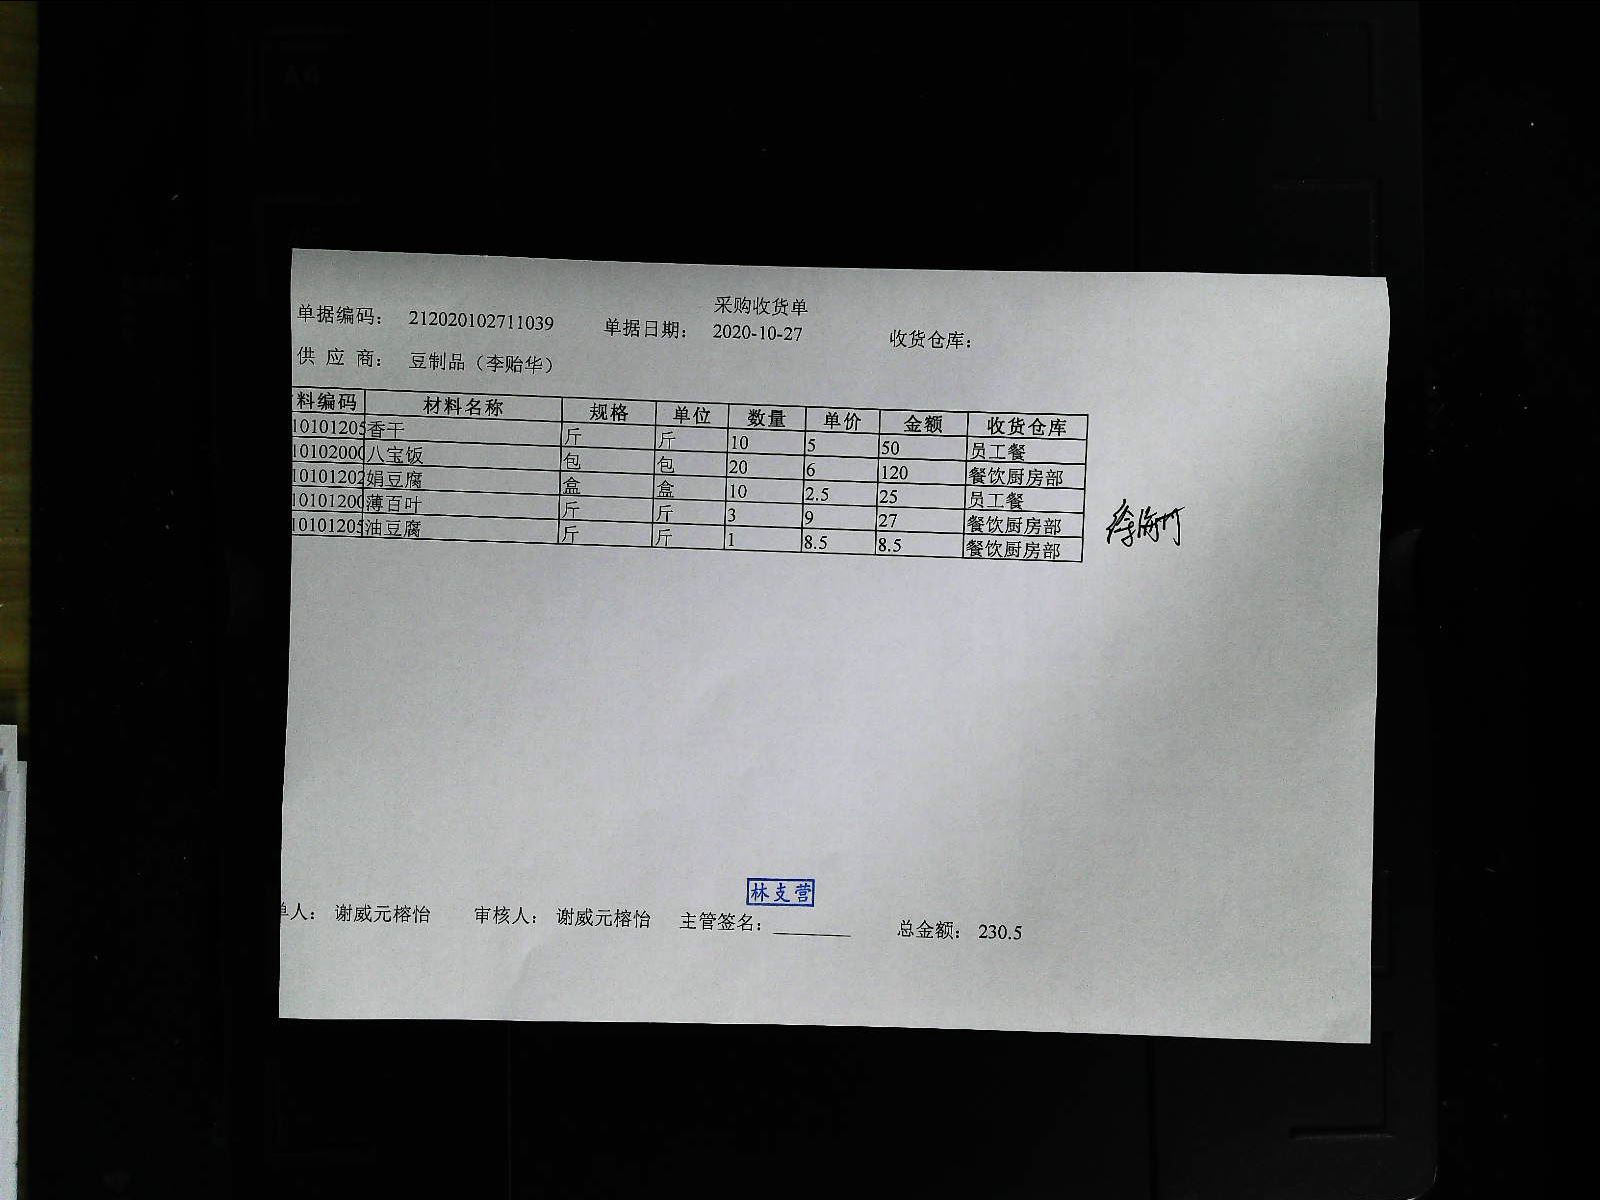 采购收货单
单据编码： 212020102711039 单据日期： 2020-10-27 收货仓库：
供 应 商： 豆制品（李贻华）
料编码 材料名称 规格 单位 数量 单价 金额 收货仓库
10101205 香干 斤 斤 10 5 50 员工餐
10102000 八宝饭 包 包 20 6 120 餐饮厨房部
10101202 娟豆腐 盒 盒 10 2.5 25 员工餐
10101200 薄百叶 斤 斤 3 9 27 餐饮厨房部
10101205 油豆腐 斤 斤 1 8.5 8.5 餐饮厨房部
林支营
单人： 谢威元榕怡 审核人： 谢威元榕怡 主管签名： 总金额： 230.5